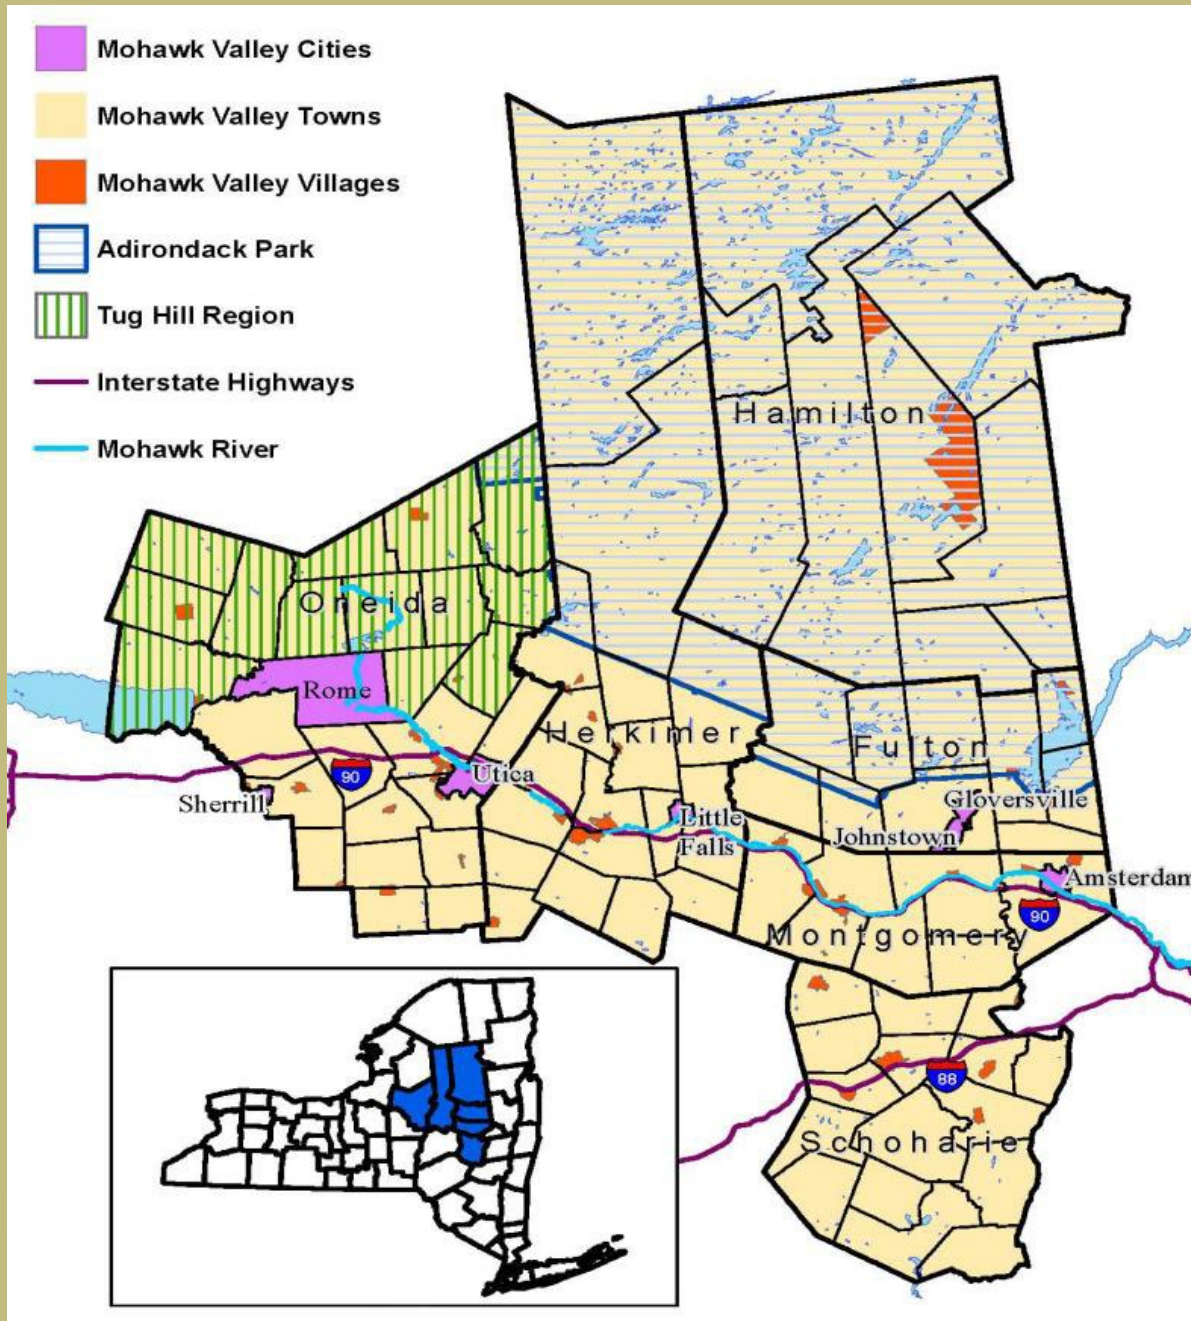 Mohawk Valley Cities
Mohawk Valley Towns
Mohawk Valley Villages
Adirondack Park
Tug Hill Region
Interstate Highways
Mohawk River
Hamilton
Oneida
Rome
Herkimer
Fulton
90
Utica
Sherrill
Gloversville
Little
Falls
Johnstown
Amsterdam
90
Montgomery
88
Schoharie